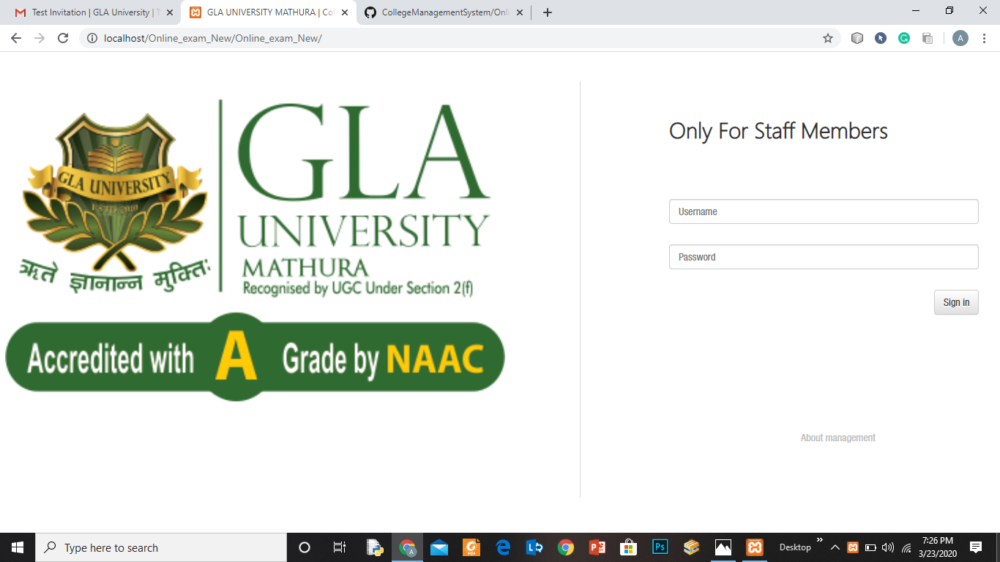 Test Invitation | GLA University | T
GLA UNIVERSITY MATHURA | Co
CollegeManagementSystem/Onli
localhost/Online_exam_New/Online_exam_New/
A
GLA UNIVERSITY
ESTD. 2010
ऋते ज्ञानान्न मुक्तिः
GLA
UNIVERSITY
MATHURA
Recognised by UGC Under Section 2(f)
Accredited with A Grade by NAAC
Only For Staff Members
Username
Password
Sign in
About management
Type here to search
Desktop
7:26 PM
3/23/2020